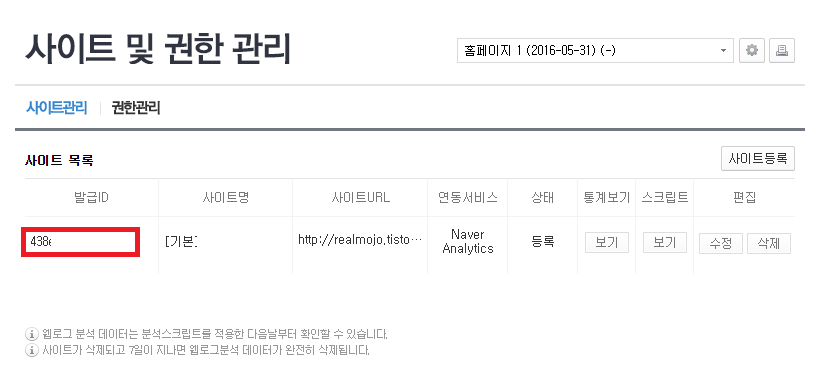 사이트 및 권한 관리
홈페이지 1 (2016-05-31) (-)
사이트관리 권한관리
사이트 목록
사이트등록
발급ID 사이트명 사이트URL 연동서비스 상태 통계보기 스크립트 편집
438 [기본] http://realmojo.tisto··· Naver Analytics 등록 보기 보기 수정 삭제
웹로그 분석 데이터는 분석스크립트를 적용한 다음날부터 확인할 수 있습니다.
사이트가 삭제되고 7일이 지나면 웹로그분석 데이터가 완전히 삭제됩니다.